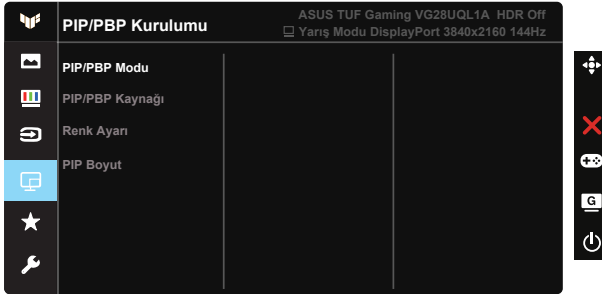 PIP/PBP Kurulumu
ASUS TUF Gaming VG28UQL1A HDR Off
Yarış Modu DisplayPort 3840x2160 144Hz
PIP/PBP Modu
PIP/PBP Kaynağı
Renk Ayarı
PIP Boyut
G